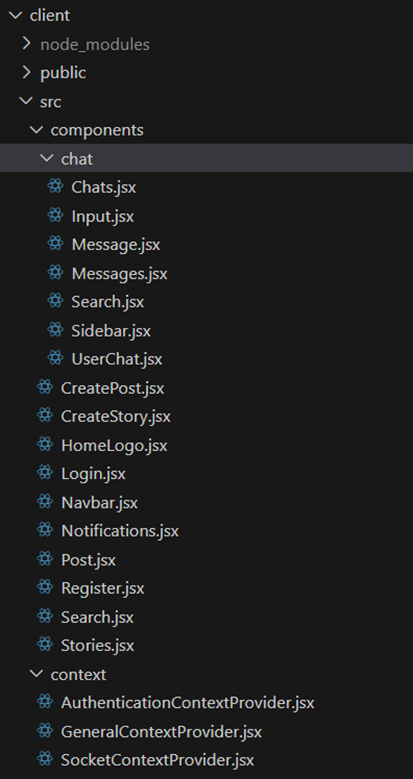 client
node_modules
public
src
components
chat
Chats.jsx
Input.jsx
Message.jsx
Messages.jsx
Search.jsx
Sidebar.jsx
UserChat.jsx
CreatePost.jsx
CreateStory.jsx
HomeLogo.jsx
Login.jsx
Navbar.jsx
Notifications.jsx
Post.jsx
Register.jsx
Search.jsx
Stories.jsx
context
AuthenticationContextProvider.jsx
GeneralContextProvider.jsx
SocketContextProvider.jsx